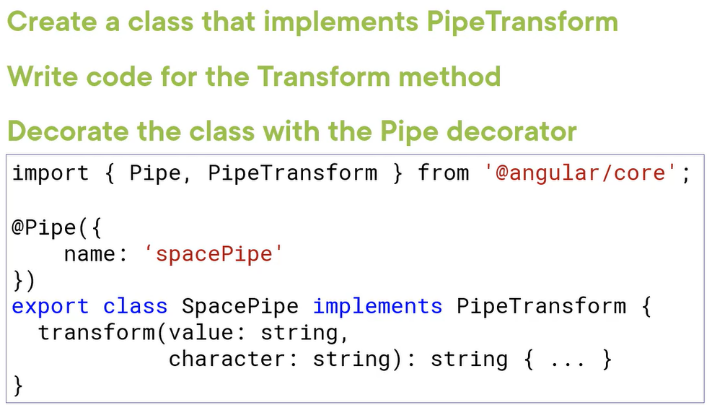 Create a class that implements PipeTransform
Write code for the Transform method
Decorate the class with the Pipe decorator
import { Pipe, PipeTransform } from '@angular/core';
@Pipe({
    name: ‘spacePipe'
})
export class SpacePipe implements PipeTransform {
  transform(value: string,
            character: string): string { ... }
}